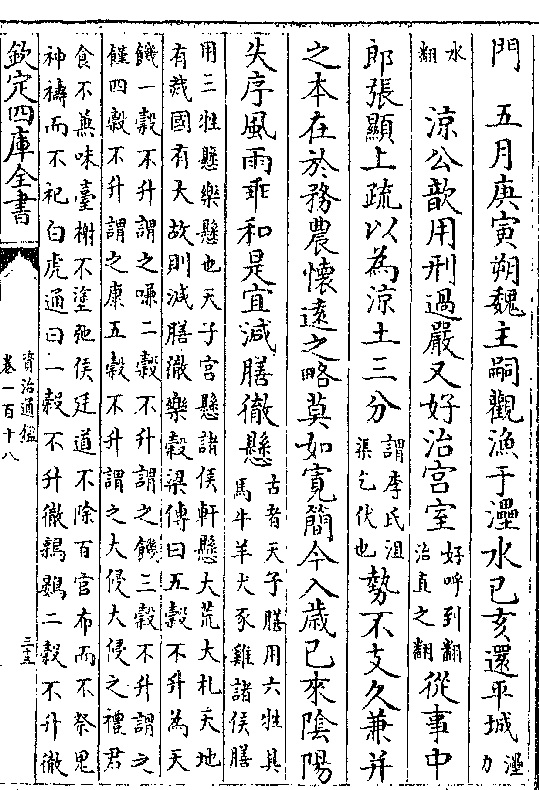 門　五月庚寅朔魏主嗣觀漁于㶟水己亥還平城㶟力
水翻　涼公歆用刑過嚴又好治宮室好呼到翻治直之翻從事中
郎張顯上疏以為涼土三分謂李氏沮渠乞伏也勢不支久兼并
之本在於務農懷遠之略莫如寛簡今入歳已來陰陽
失序風雨乖和是宜減膳徹懸古者天子膳用六牲具馬牛羊犬豕雞諸侯膳
用三牲懸樂懸也天子宮懸諸侯軒懸大荒大札天地
有烖國有大故則減膳徹樂穀梁傳曰五穀不升為天
饑一穀不升謂之嗛二穀不升謂之饑三穀不升謂之
饉四穀不升謂之康五穀不升謂之大侵大侵之禮君
食不兼味臺榭不塗弛侯廷道不除百官布而不祭鬼
神禱而不祀白虎通曰一穀不升徹鶉鷃二穀不升徹
欽定四庫全書
資治通鑑
卷一百十八
三十五